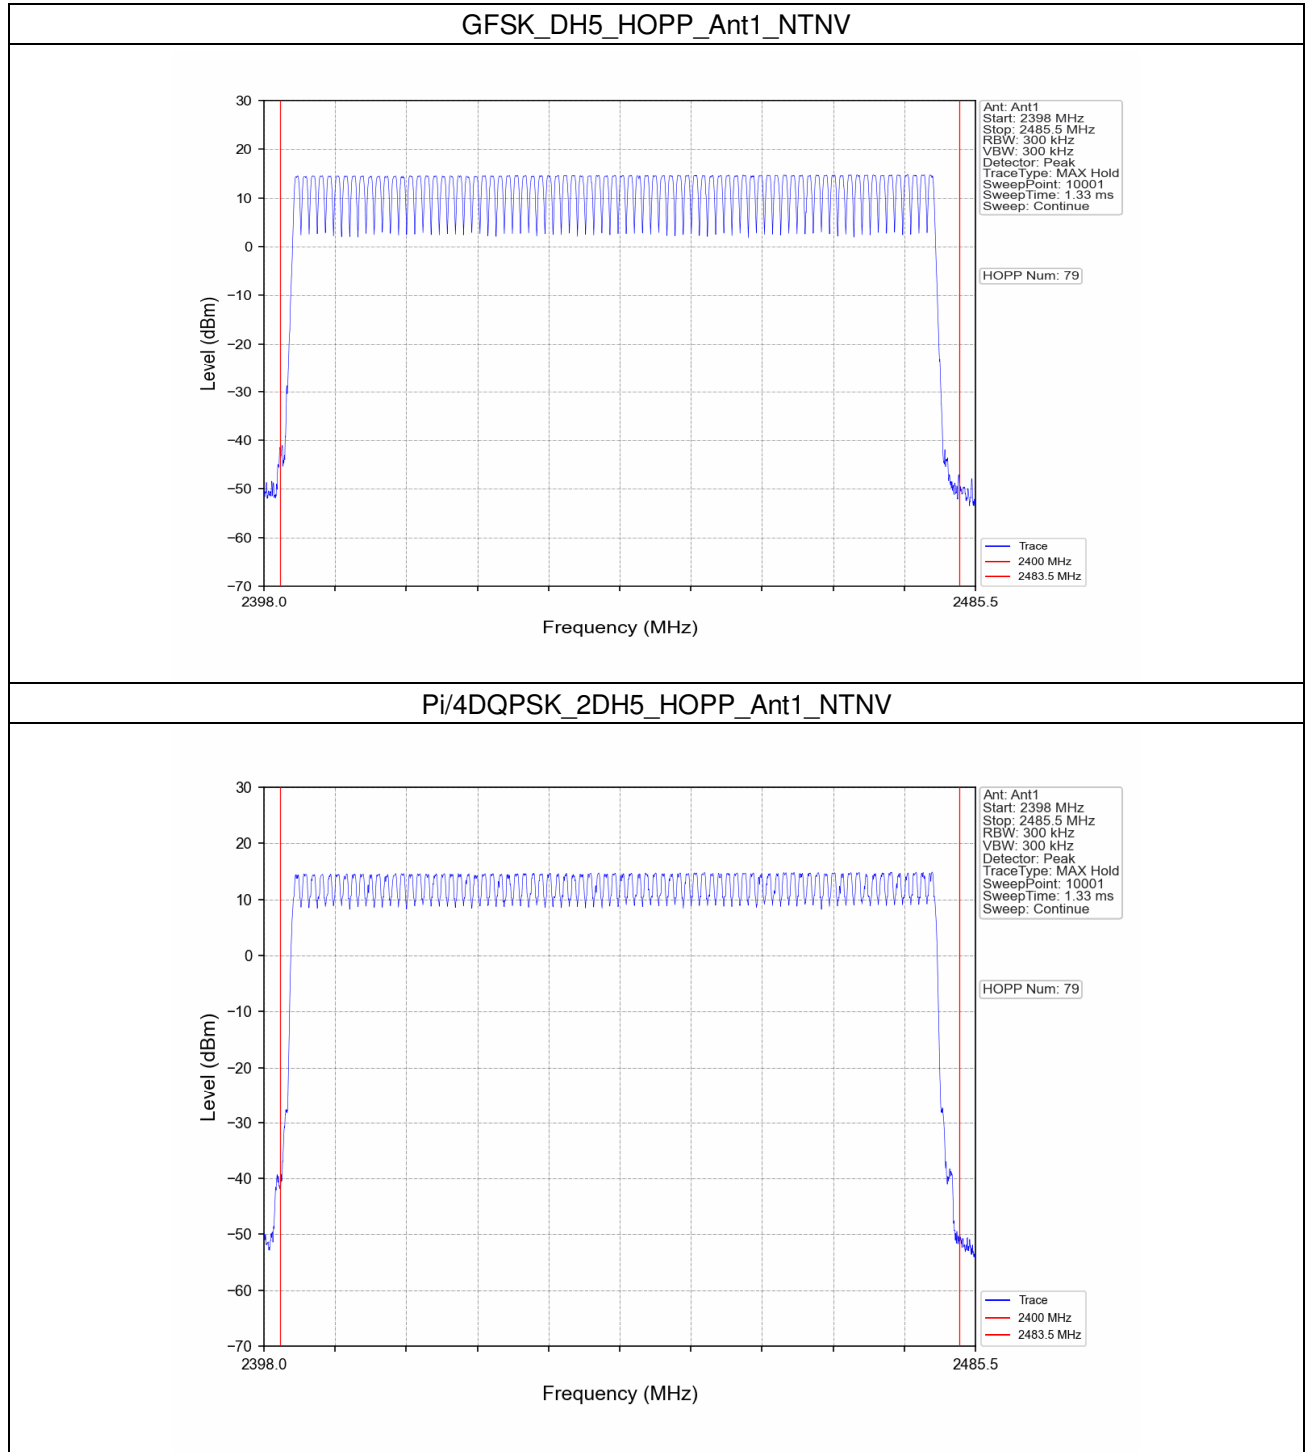 GFSK_DH5_HOPP_Ant1_NTNV
30
20
10
0
−10
−20
−30
−40
−50
−60
−70
Level (dBm)
2398.0
2485.5
Frequency (MHz)
Ant: Ant1
Start: 2398 MHz
Stop: 2485.5 MHz
RBW: 300 kHz
VBW: 300 kHz
Detector: Peak
TraceType: MAX Hold
SweepPoint: 10001
SweepTime: 1.33 ms
Sweep: Continue
HOPP Num: 79
Trace
2400 MHz
2483.5 MHz
Pi/4DQPSK_2DH5_HOPP_Ant1_NTNV
30
20
10
0
−10
−20
−30
−40
−50
−60
−70
Level (dBm)
2398.0
2485.5
Frequency (MHz)
Ant: Ant1
Start: 2398 MHz
Stop: 2485.5 MHz
RBW: 300 kHz
VBW: 300 kHz
Detector: Peak
TraceType: MAX Hold
SweepPoint: 10001
SweepTime: 1.33 ms
Sweep: Continue
HOPP Num: 79
Trace
2400 MHz
2483.5 MHz